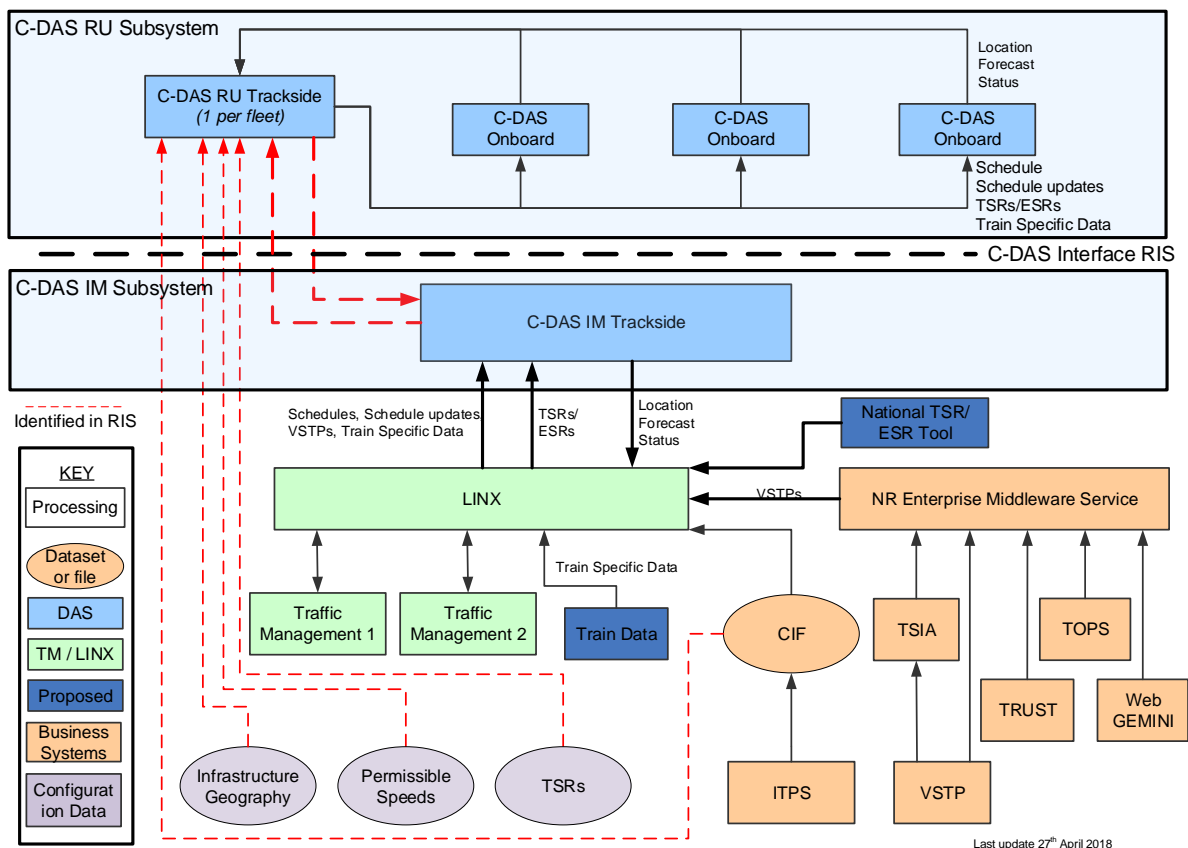 C-DAS RU Subsystem
C-DAS RU Trackside
(1 per fleet)
C-DAS
Onboard
C-DAS
Onboard
C-DAS
Onboard
Location
Forecast
Status
Schedule
Schedule updates
TSRs/ESRs
Train Specific Data
C-DAS Interface RIS
C-DAS IM Subsystem
C-DAS IM Trackside
Identified in RIS
Schedules, Schedule updates,
VSTPs, Train Specific Data
TSRs/
ESRs
Location
Forecast
Status
National TSR/
ESR Tool
KEY
Processing
Dataset
or file
DAS
TM / LINX
Proposed
Business
Systems
Configurat
ion Data
LINX
VSTPs
NR Enterprise Middleware Service
Train Specific Data
Traffic
Management 1
Traffic
Management 2
Train Data
CIF
TSIA
TOPS
TRUST
Web
GEMINI
Infrastructure
Geography
Permissible
Speeds
TSRs
ITPS
VSTP
Last update 27th April 2018